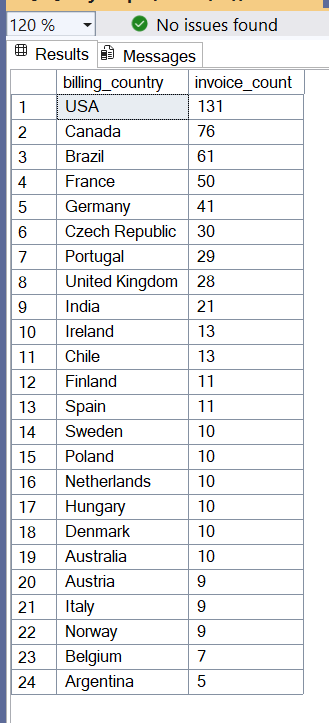 120 % No issues found
Results Messages
billing_country invoice_count
1 USA 131
2 Canada 76
3 Brazil 61
4 France 50
5 Germany 41
6 Czech Republic 30
7 Portugal 29
8 United Kingdom 28
9 India 21
10 Ireland 13
11 Chile 13
12 Finland 11
13 Spain 11
14 Sweden 10
15 Poland 10
16 Netherlands 10
17 Hungary 10
18 Denmark 10
19 Australia 10
20 Austria 9
21 Italy 9
22 Norway 9
23 Belgium 7
24 Argentina 5